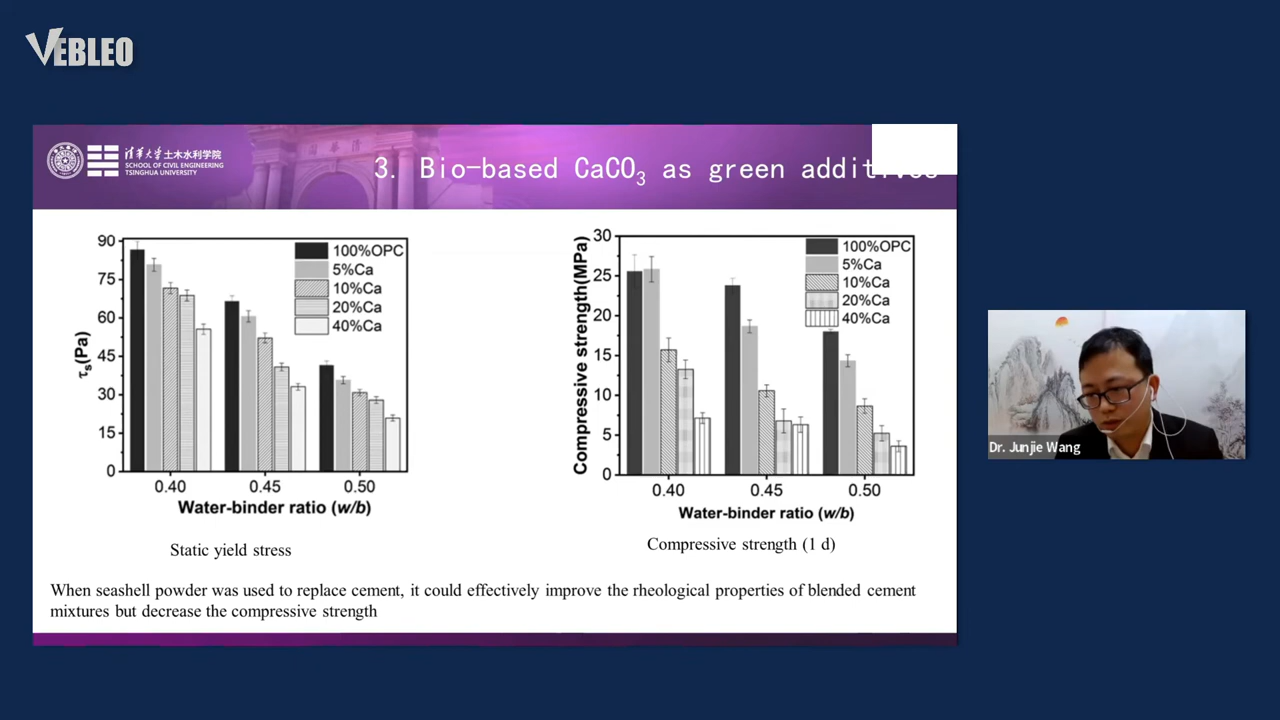 VEBLEO
清华大学土木水利学院
SCHOOL OF CIVIL ENGINEERING
TSINGHUA UNIVERSITY
3. Bio-based CaCO₃ as green additives
90
75
60
45
30
15
0
τs(Pa)
100%OPC
5%Ca
10%Ca
20%Ca
40%Ca
0.40 0.45 0.50
Water-binder ratio (w/b)
Static yield stress
30
25
20
15
10
5
0
Compressive strength(MPa)
100%OPC
5%Ca
10%Ca
20%Ca
40%Ca
0.40 0.45 0.50
Water-binder ratio (w/b)
Compressive strength (1 d)
When seashell powder was used to replace cement, it could effectively improve the rheological properties of blended cement
mixtures but decrease the compressive strength
Dr. Junjie Wang